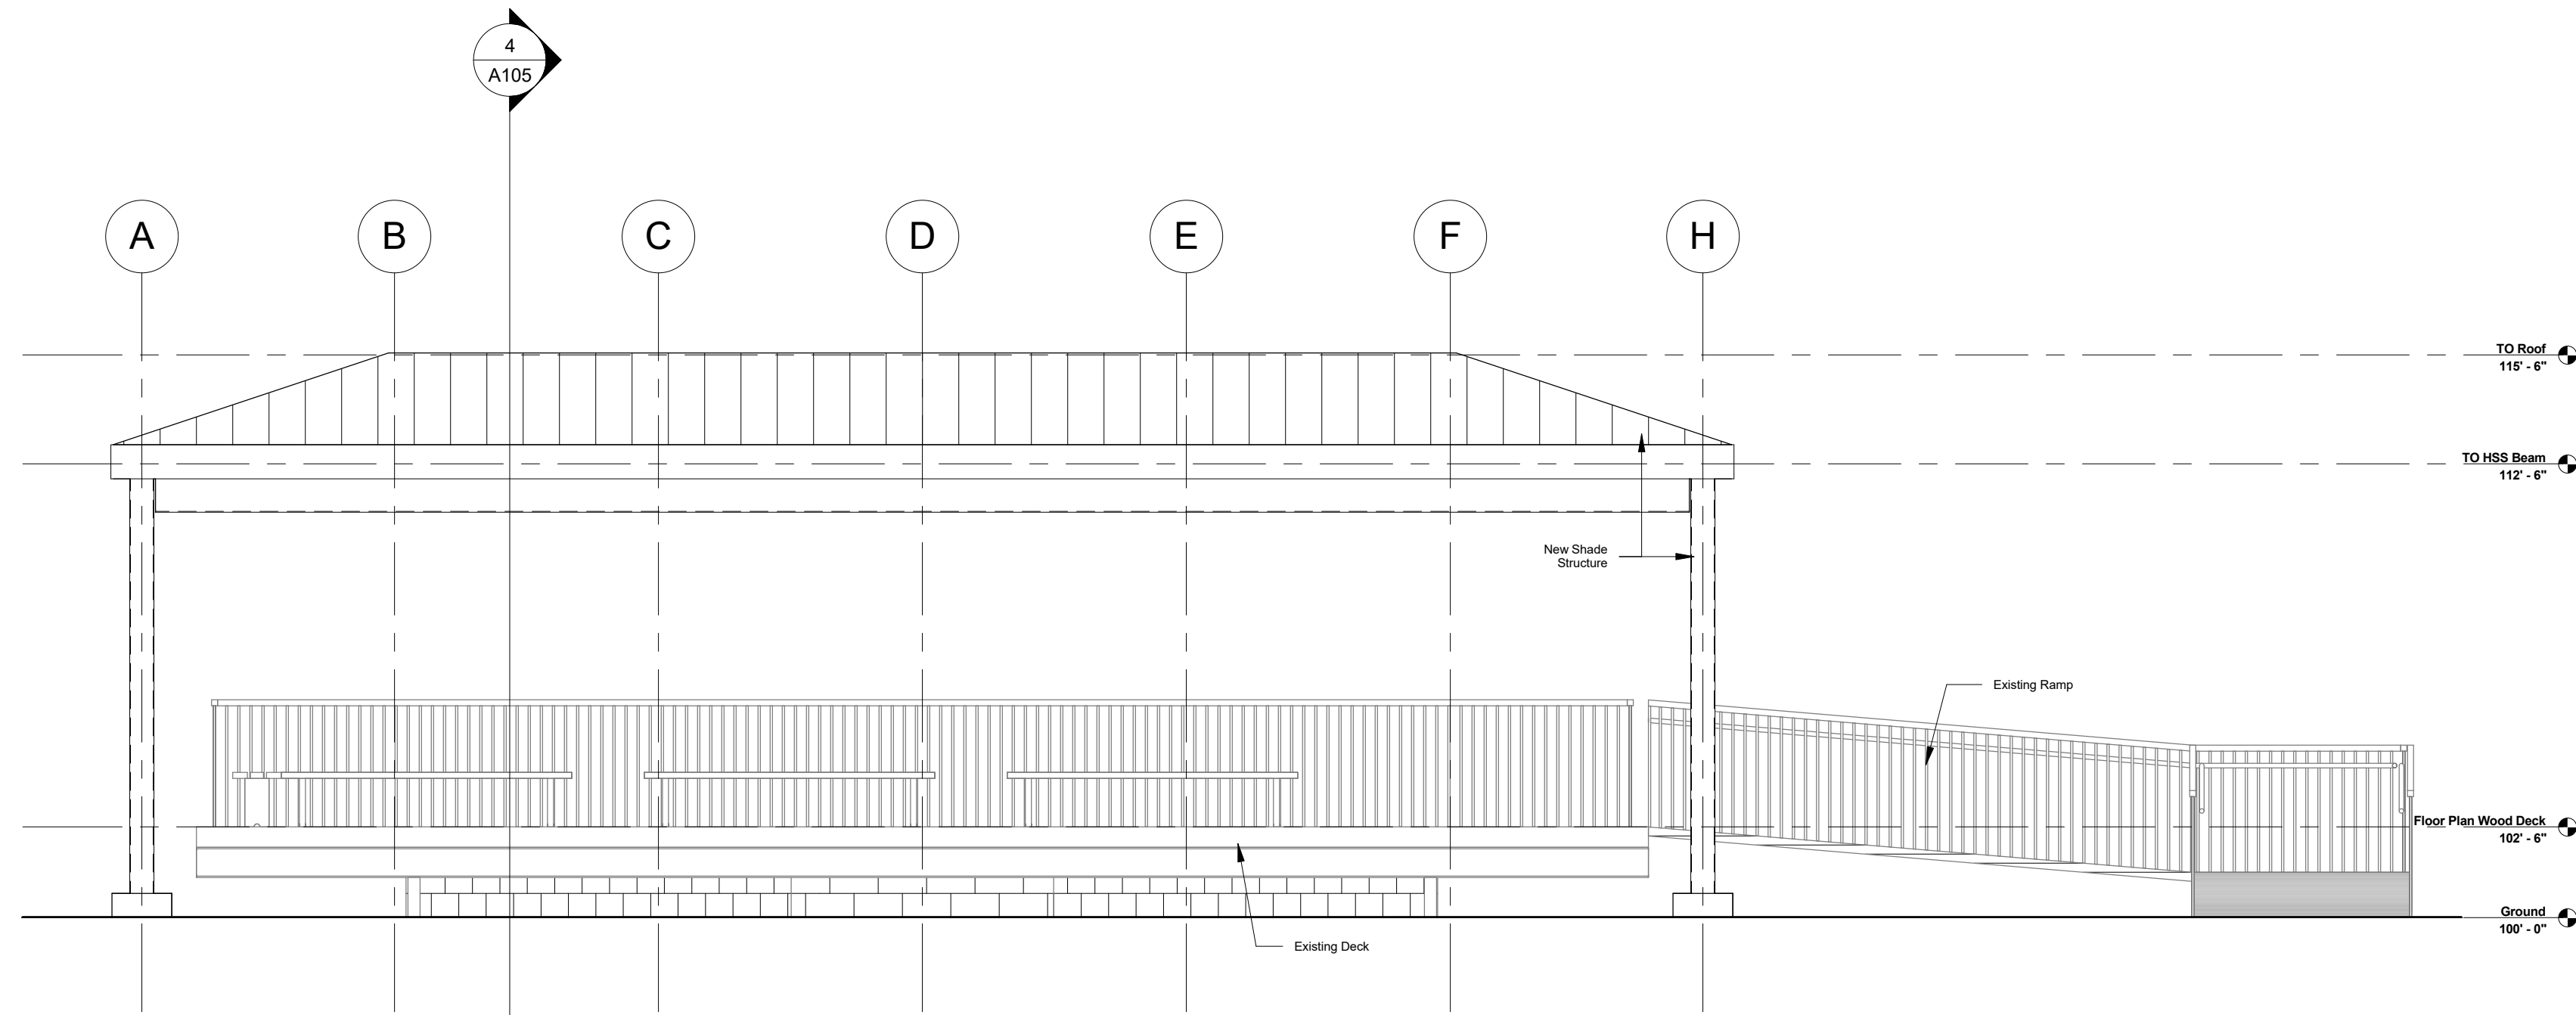 4
A105
A
B
C
D
E
F
H
TO Roof
115' - 6"
TO HSS Beam
112' - 6"
New Shade
Structure
Existing Ramp
Floor Plan Wood Deck
102' - 6"
Ground
100' - 0"
Existing Deck